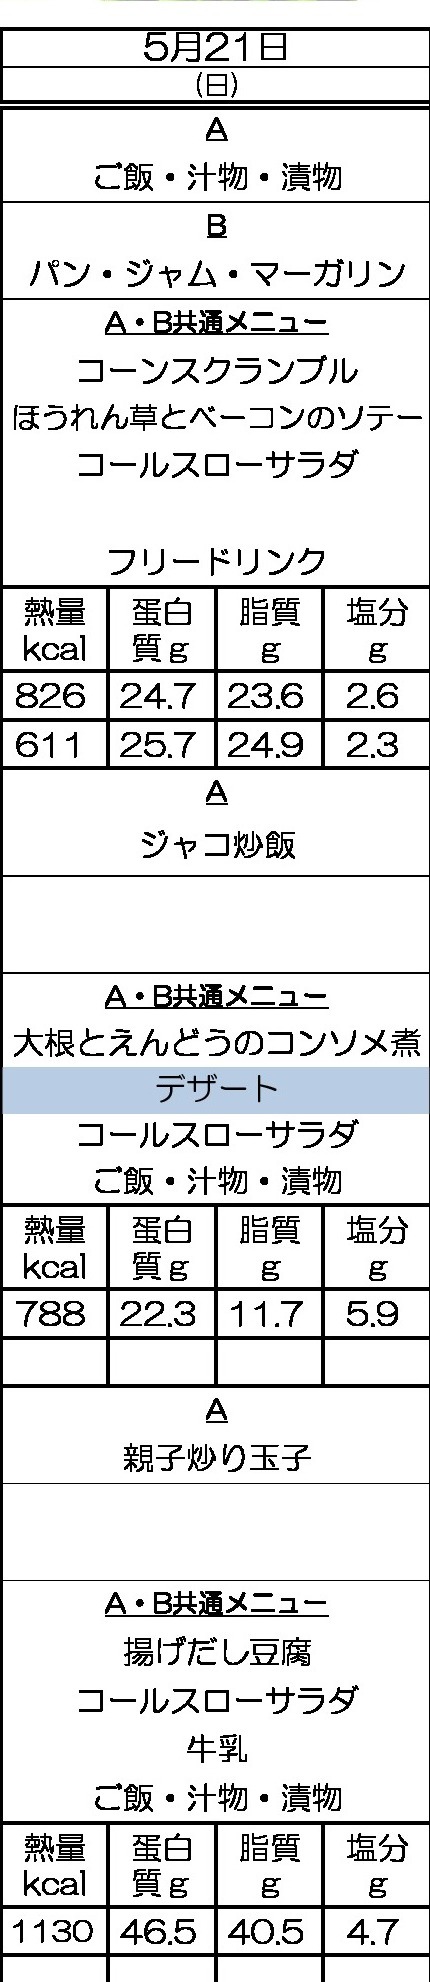 5月21日
(日)
A
ご飯・汁物・漬物
B
パン・ジャム・マーガリン
A・B共通メニュー
コーンスクランブル
ほうれん草とベーコンのソテー
コールスローサラダ
フリードリンク
熱量 蛋白 脂質 塩分
kcal 質g g g
826 24.7 23.6 2.6
611 25.7 24.9 2.3
A
ジャコ炒飯
A・B共通メニュー
大根とえんどうのコンソメ煮
デザート
コールスローサラダ
ご飯・汁物・漬物
熱量 蛋白 脂質 塩分
kcal 質g g g
788 22.3 11.7 5.9
A
親子炒り玉子
A・B共通メニュー
揚げだし豆腐
コールスローサラダ
牛乳
ご飯・汁物・漬物
熱量 蛋白 脂質 塩分
kcal 質g g g
1130 46.5 40.5 4.7